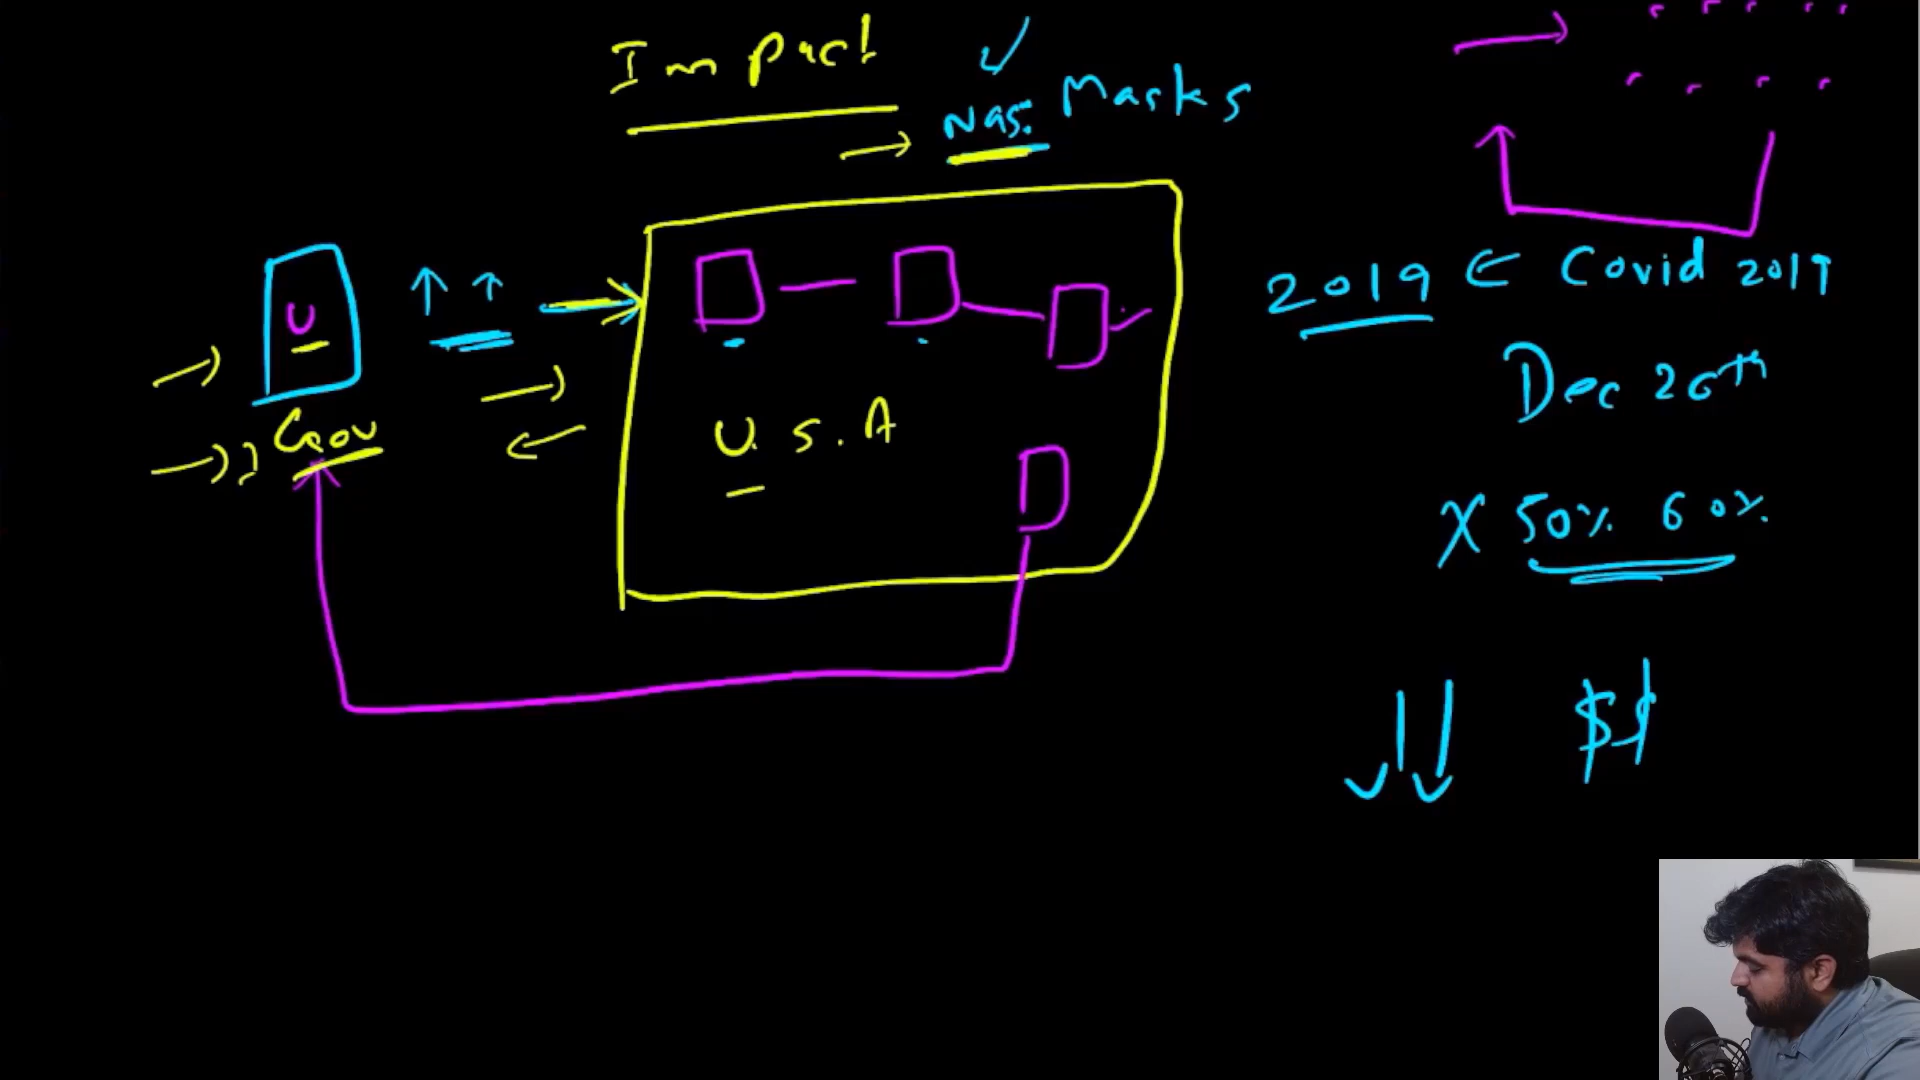 Impact
Nas. Masks
2019 ← Covid 2019
U
Dec 26th
Gov
U. S. A
X 50% 60%
$$